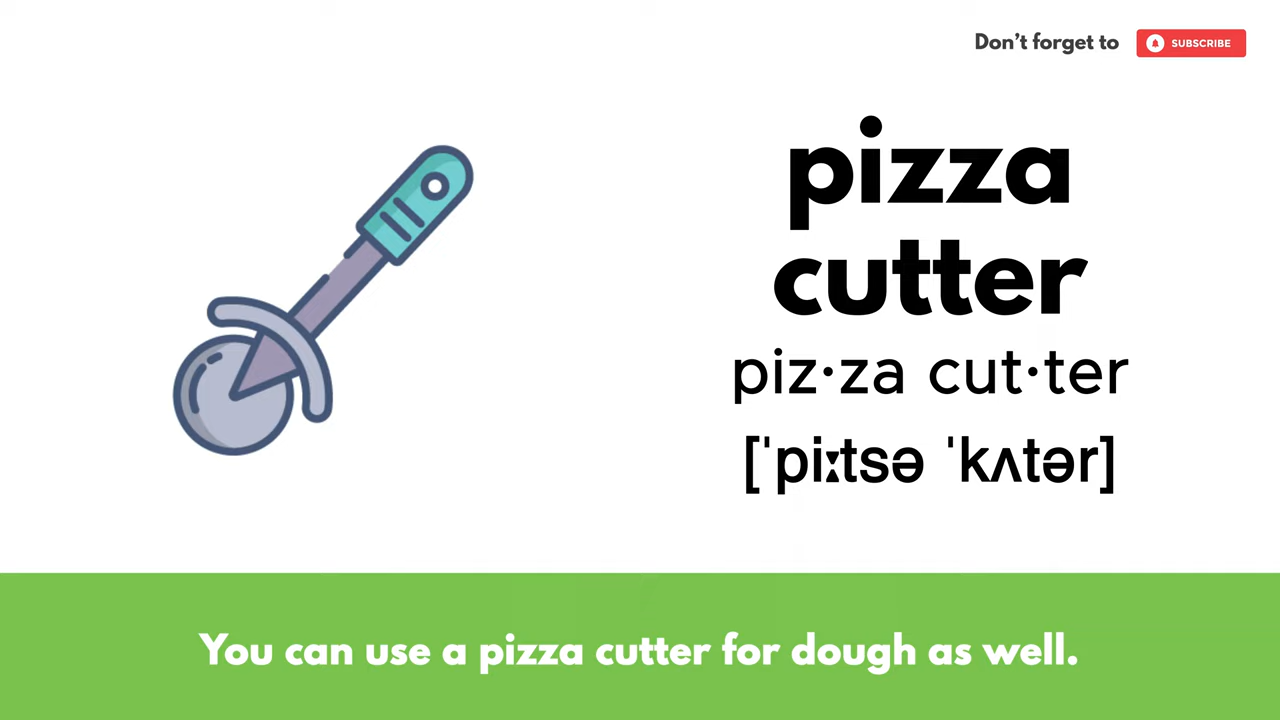 Don't forget to SUBSCRIBE
pizza
cutter
piz·za cut·ter
[ˈpiːtsə ˈkʌtər]
You can use a pizza cutter for dough as well.